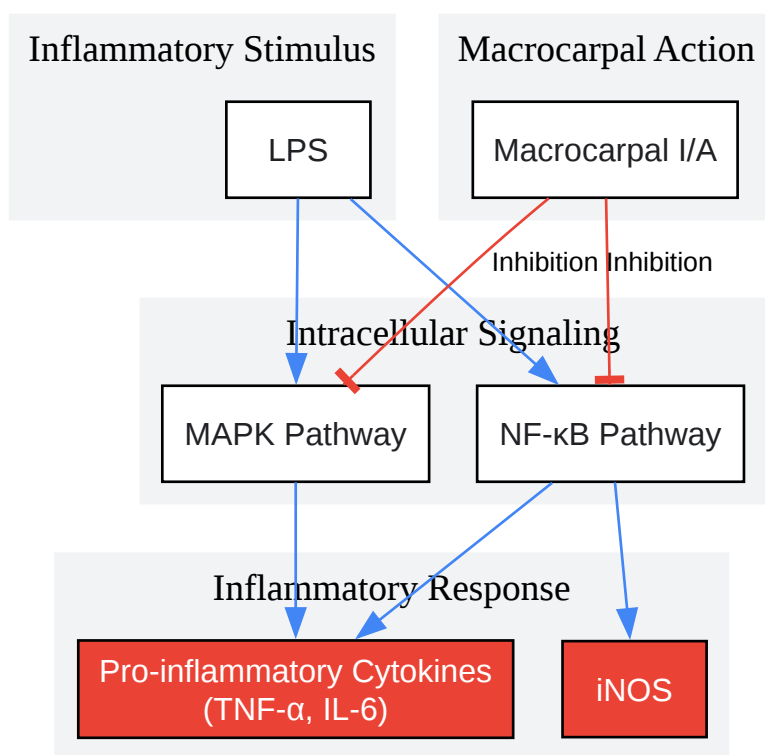 Inflammatory Stimulus
Macrocarpal Action
LPS
Macrocarpal I/A
Inhibition
Inhibition
Intracellular Signaling
MAPK Pathway
NF-κB Pathway
Inflammatory Response
Pro-inflammatory Cytokines
(TNF-α, IL-6)
iNOS